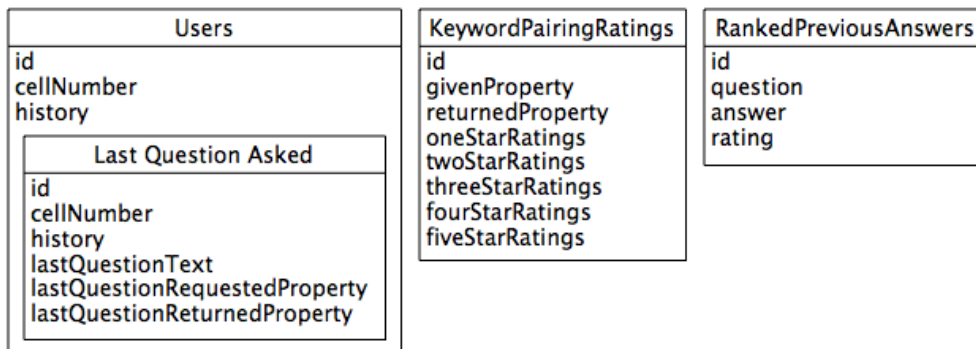 Users
id
cellNumber
history
Last Question Asked
id
cellNumber
history
lastQuestionText
lastQuestionRequestedProperty
lastQuestionReturnedProperty
KeywordPairingRatings
id
givenProperty
returnedProperty
oneStarRatings
twoStarRatings
threeStarRatings
fourStarRatings
fiveStarRatings
RankedPreviousAnswers
id
question
answer
rating